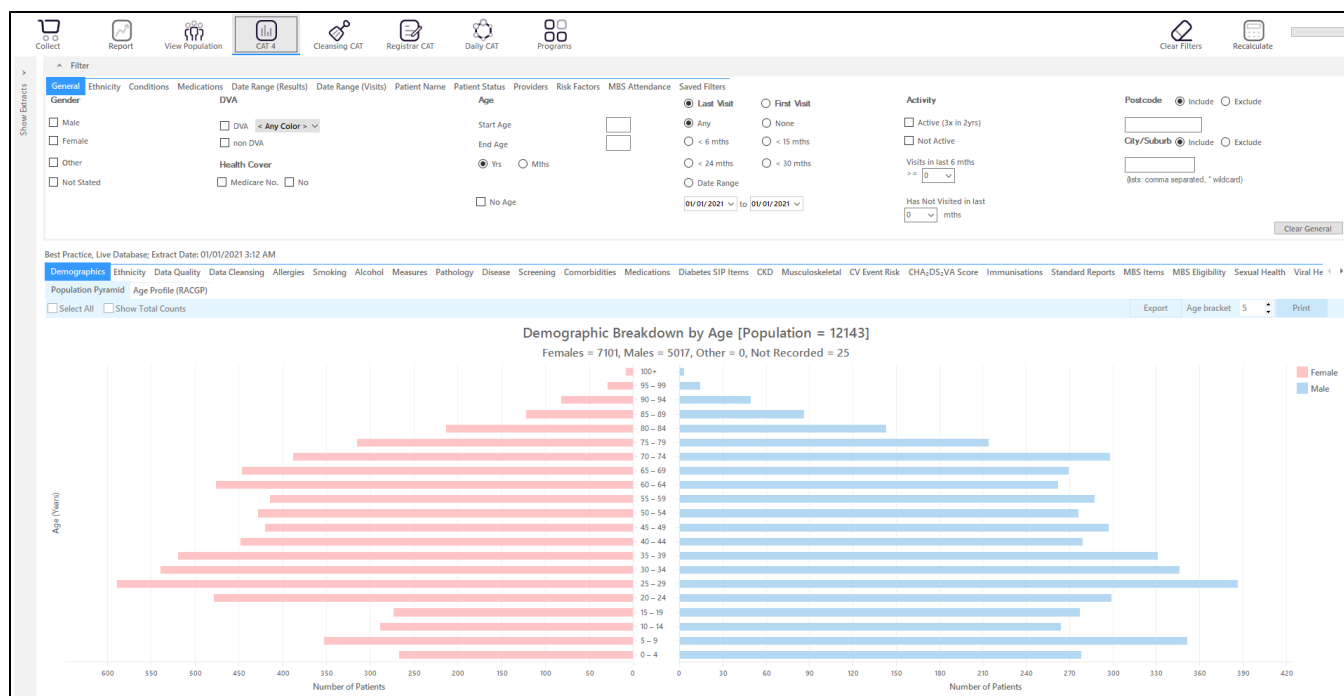 Collect Report View Population CAT 4 Cleansing CAT Registrar CAT Daily CAT Programs Clear Filters Recalculate
Show Extracts
Filter
General Ethnicity Conditions Medications Date Range (Results) Date Range (Visits) Patient Name Patient Status Providers Risk Factors MBS Attendance Saved Filters
Gender DVA Age Last Visit First Visit Activity Postcode Include Exclude
Male DVA < Any Color > Start Age Any None Active (3x in 2yrs)
Female non DVA End Age < 6 mths < 15 mths Not Active City/Suburb Include Exclude
Other Health Cover Yrs Mths < 24 mths < 30 mths Visits in last 6 mths
>= 0
Not Stated Medicare No. No Date Range (lists: comma separated, * wildcard)
No Age 01/01/2021 to 01/01/2021 Has Not Visited in last
0 mths
Clear General
Best Practice, Live Database; Extract Date: 01/01/2021 3:12 AM
Demographics Ethnicity Data Quality Data Cleansing Allergies Smoking Alcohol Measures Pathology Disease Screening Comorbidities Medications Diabetes SIP Items CKD Musculoskeletal CV Event Risk CHA₂DS₂VA Score Immunisations Standard Reports MBS Items MBS Eligibility Sexual Health Viral He
Population Pyramid Age Profile (RACGP)
Select All Show Total Counts Export Age bracket 5 Print
Demographic Breakdown by Age [Population = 12143]
Females = 7101, Males = 5017, Other = 0, Not Recorded = 25
Female
Male
Age (Years)
100+
95 – 99
90 – 94
85 – 89
80 – 84
75 – 79
70 – 74
65 – 69
60 – 64
55 – 59
50 – 54
45 – 49
40 – 44
35 – 39
30 – 34
25 – 29
20 – 24
15 – 19
10 – 14
5 – 9
0 – 4
600 550 500 450 400 350 300 250 200 150 100 50 0 0 30 60 90 120 150 180 210 240 270 300 330 360 390 420
Number of Patients Number of Patients